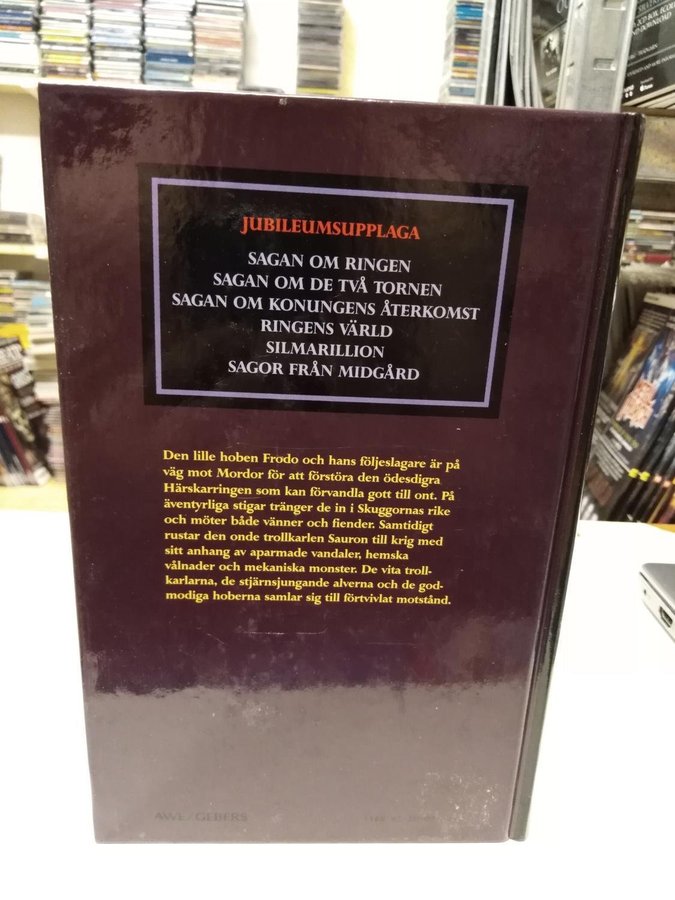 JUBILEUMSUPPLAGA
SAGAN OM RINGEN
SAGAN OM DE TVÅ TORNEN
SAGAN OM KONUNGENS ÅTERKOMST
RINGENS VÄRLD
SILMARILLION
SAGOR FRÅN MIDGÅRD
Den lille hoben Frodo och hans följeslagare är på
väg mot Mordor för att förstöra den ödesdigra
Härskarringen som kan förvandla gott till ont. På
äventyrliga stigar tränger de in i Skuggornas rike
och möter både vänner och fiender. Samtidigt
rustar den onde trollkarlen Sauron till krig med
sitt anhang av aparmade vandaler, hemska
vålnader och mekaniska monster. De vita troll-
karlarna, de stjärnsjungande alverna och de god-
modiga hoberna samlar sig till förtvivlat motstånd.
AWE/GEBERS